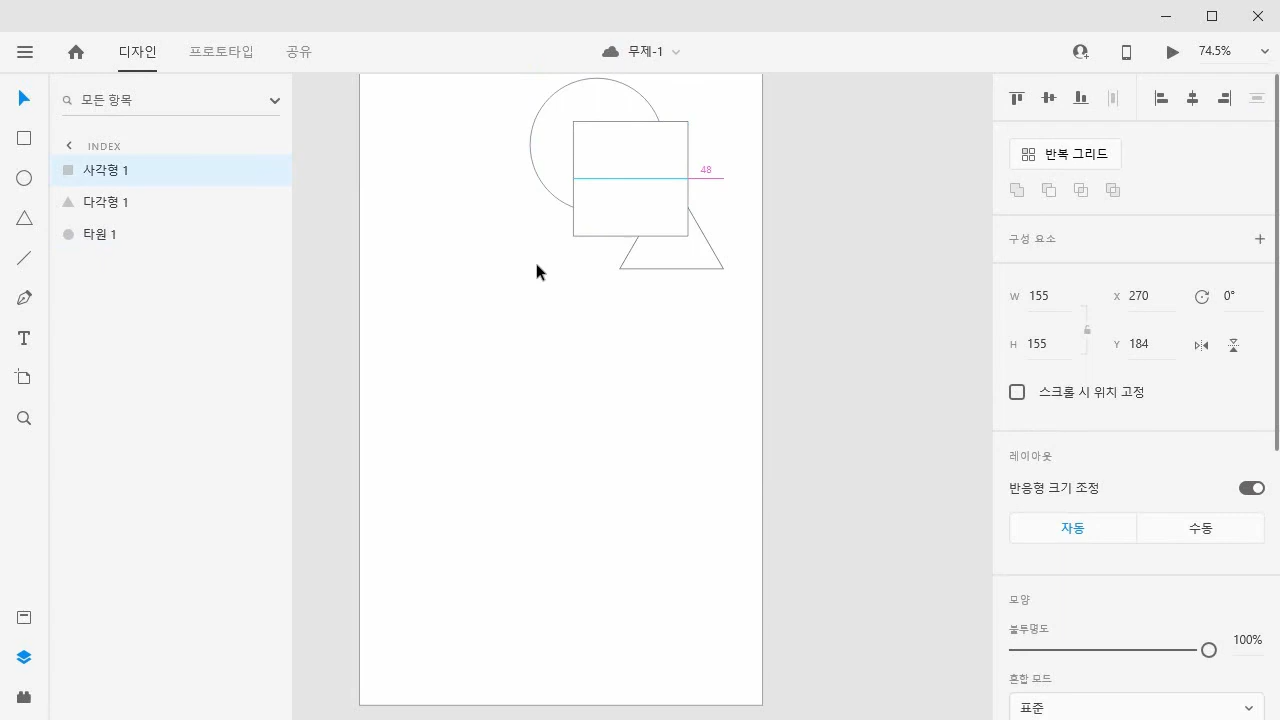 디자인 프로토타입 공유 무제-1 74.5%
모든 항목
INDEX
사각형 1
다각형 1
타원 1
48
반복 그리드
구성 요소
W 155 X 270 0°
H 155 Y 184
스크롤 시 위치 고정
레이아웃
반응형 크기 조정
자동 수동
모양
불투명도
100%
혼합 모드
표준